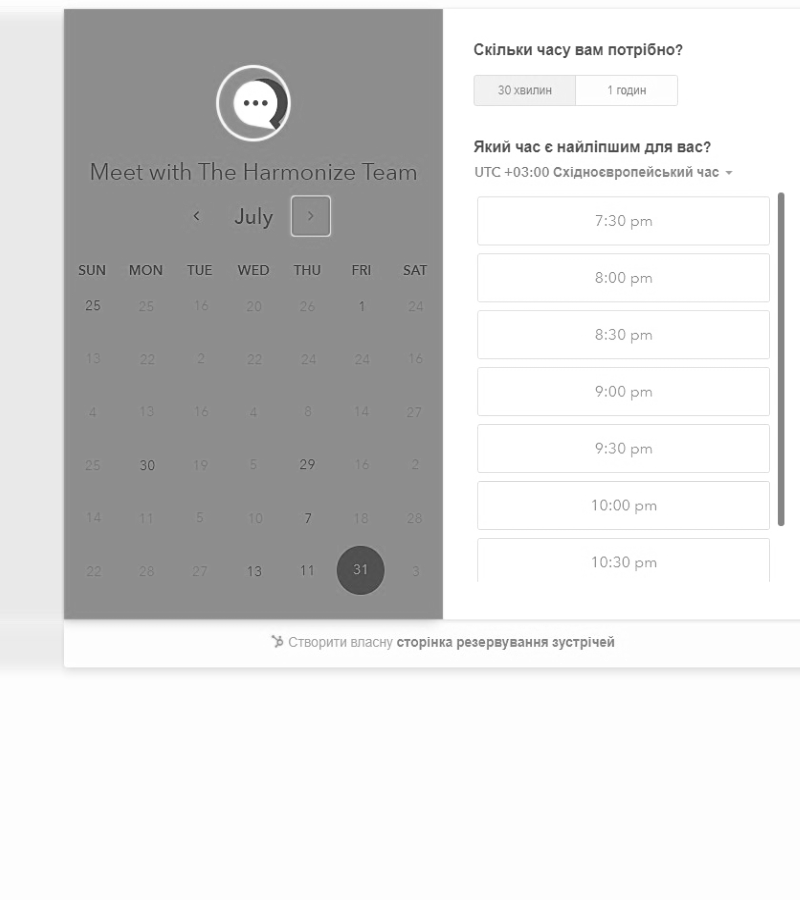 Meet with The Harmonize Team
July
SUN MON TUE WED THU FRI SAT
25 25 16 20 26 1 24
13 22 2 22 24 24 16
4 13 16 4 8 14 27
25 30 19 5 29 16 2
14 11 5 10 7 18 28
22 28 27 13 11 31 3
Скільки часу вам потрібно?
30 хвилин 1 годин
Який час є найліпшим для вас?
UTC +03:00 Східноєвропейський час
7:30 pm
8:00 pm
8:30 pm
9:00 pm
9:30 pm
10:00 pm
10:30 pm
Створити власну сторінка резервування зустрічей